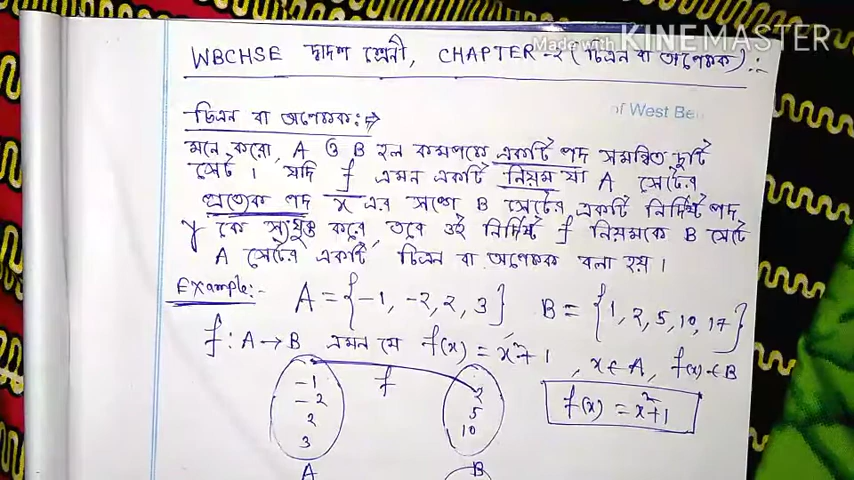 Made with KINEMASTER
WBCHSE দ্বাদশ শ্রেনী, CHAPTER-২ (চিত্রন বা অপেক্ষক):-
of West Be
চিত্রন বা অপেক্ষক:⇒
মনে করো, A ও B হল কমপক্ষে একটি পদ সমন্বিত দুটি
সেট । যদি f এমন একটি নিয়ম যা A সেটের
প্রত্যেক পদ x এর সঙ্গে B সেটের একটি নির্দিষ্ট পদ
y কে সংযুক্ত করে, তবে ওই নির্দিষ্ট f নিয়মকে B সেটে
A সেটের একটি চিত্রন বা অপেক্ষক বলা হয় ।
Example:- A = {-1, -2, 2, 3} B = {1, 2, 5, 10, 17}
f : A → B এমন যে f(x) = x²+1 , x ∈ A, f(x) ∈ B
f
-1 2
-2 5
2 10
3
f(x) = x²+1
A B